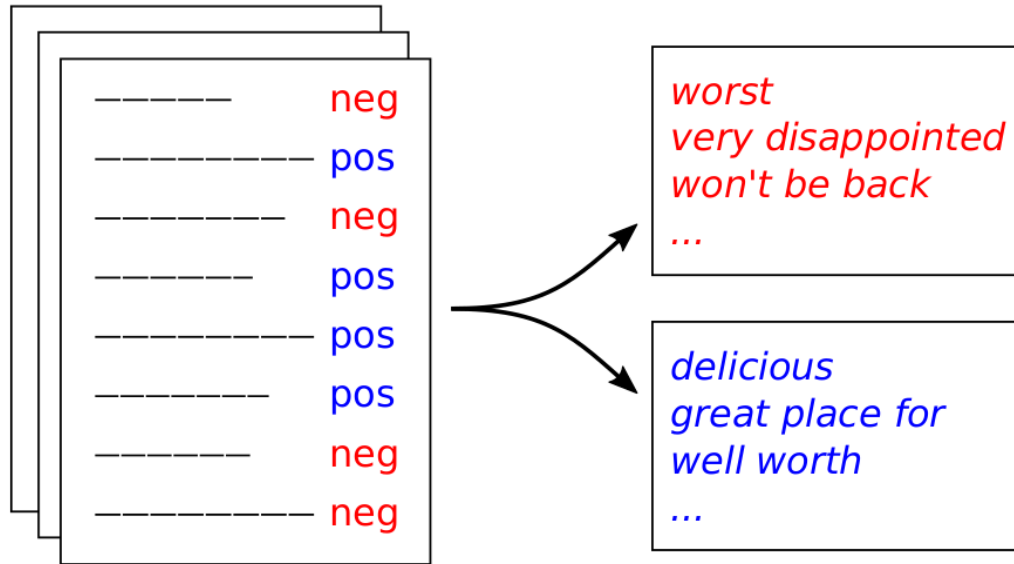 neg
pos
neg
pos
pos
pos
neg
neg
worst
very disappointed
won't be back
...
delicious
great place for
well worth
...